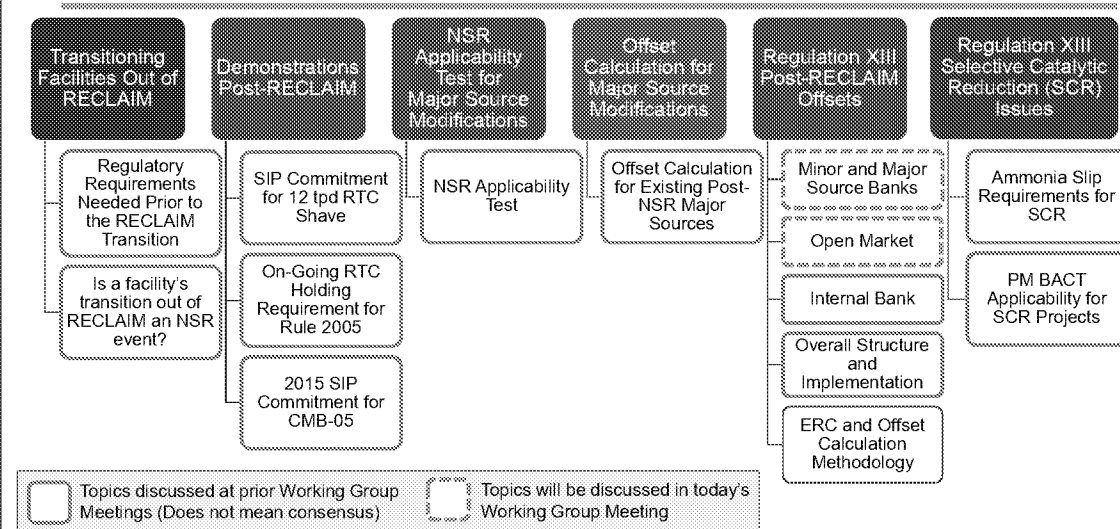 Transitioning
Facilities Out of
RECLAIM
Demonstrations
Post-RECLAIM
NSR
Applicability
Test for
Major Source
Modifications
Offset
Calculation for
Major Source
Modifications
Regulation XIII
Post-RECLAIM
Offsets
Regulation XIII
Selective Catalytic
Reduction (SCR)
Issues
Regulatory
Requirements
Needed Prior to
the RECLAIM
Transition
Is a facility's
transition out of
RECLAIM an NSR
event?
SIP Commitment
for 12 tpd RTC
Shave
On-Going RTC
Holding
Requirement for
Rule 2005
2015 SIP
Commitment for
CMB-05
NSR Applicability
Test
Offset Calculation
for Existing Post-
NSR Major
Sources
Minor and Major
Source Banks
Open Market
Internal Bank
Overall Structure
and
Implementation
ERC and Offset
Calculation
Methodology
Ammonia Slip
Requirements for
SCR
PM BACT
Applicability for
SCR Projects
Topics discussed at prior Working Group
Meetings (Does not mean consensus)
Topics will be discussed in today's
Working Group Meeting